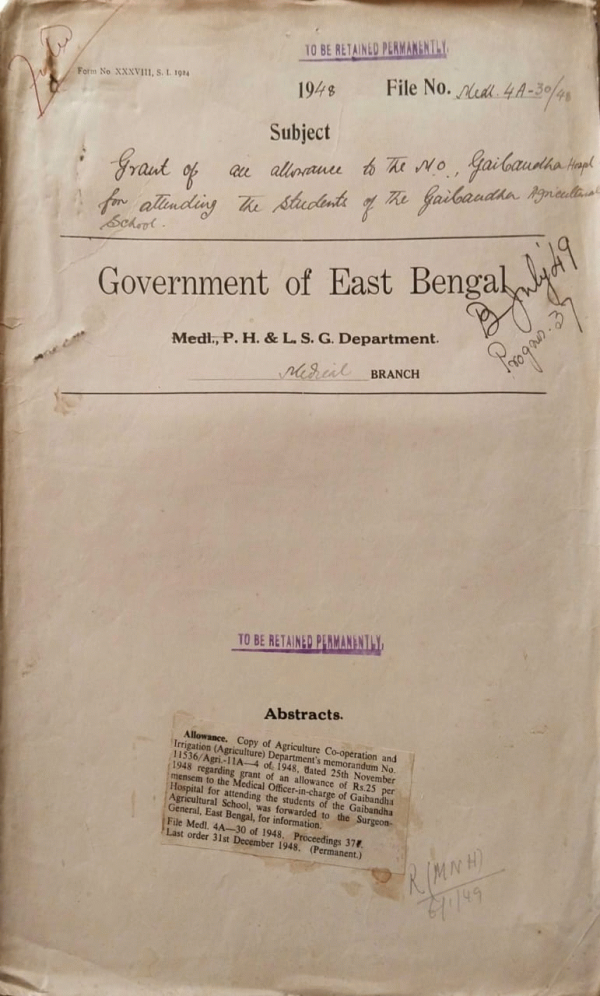 TO BE RETAINED PERMANENTLY.
Form No. XXXVIII, S. I. 1914
1948 File No. Medl. 4A-30/48
Subject
Grant of an allowance to the M.O., Gaibandha Hospl
for attending the students of the Gaibandha Agricultural
School.
Government of East Bengal
B July '49
Progs. 37
Medl., P. H. & L. S. G. Department.
Medical BRANCH
TO BE RETAINED PERMANENTLY.
Abstracts.
Allowance. Copy of Agriculture Co-operation and
Irrigation (Agriculture) Department's memorandum No.
11536/Agri.-11A—4 of 1948, dated 25th November
1948 regarding grant of an allowance of Rs.25 per
mensem to the Medical Officer-in-charge of Gaibandha
Hospital for attending the students of the Gaibandha
Agricultural School, was forwarded to the Surgeon-
General, East Bengal, for information.
File Medl. 4A—30 of 1948. Proceedings 37.
Last order 31st December 1948. (Permanent.)
R (MNH)
6/1/49